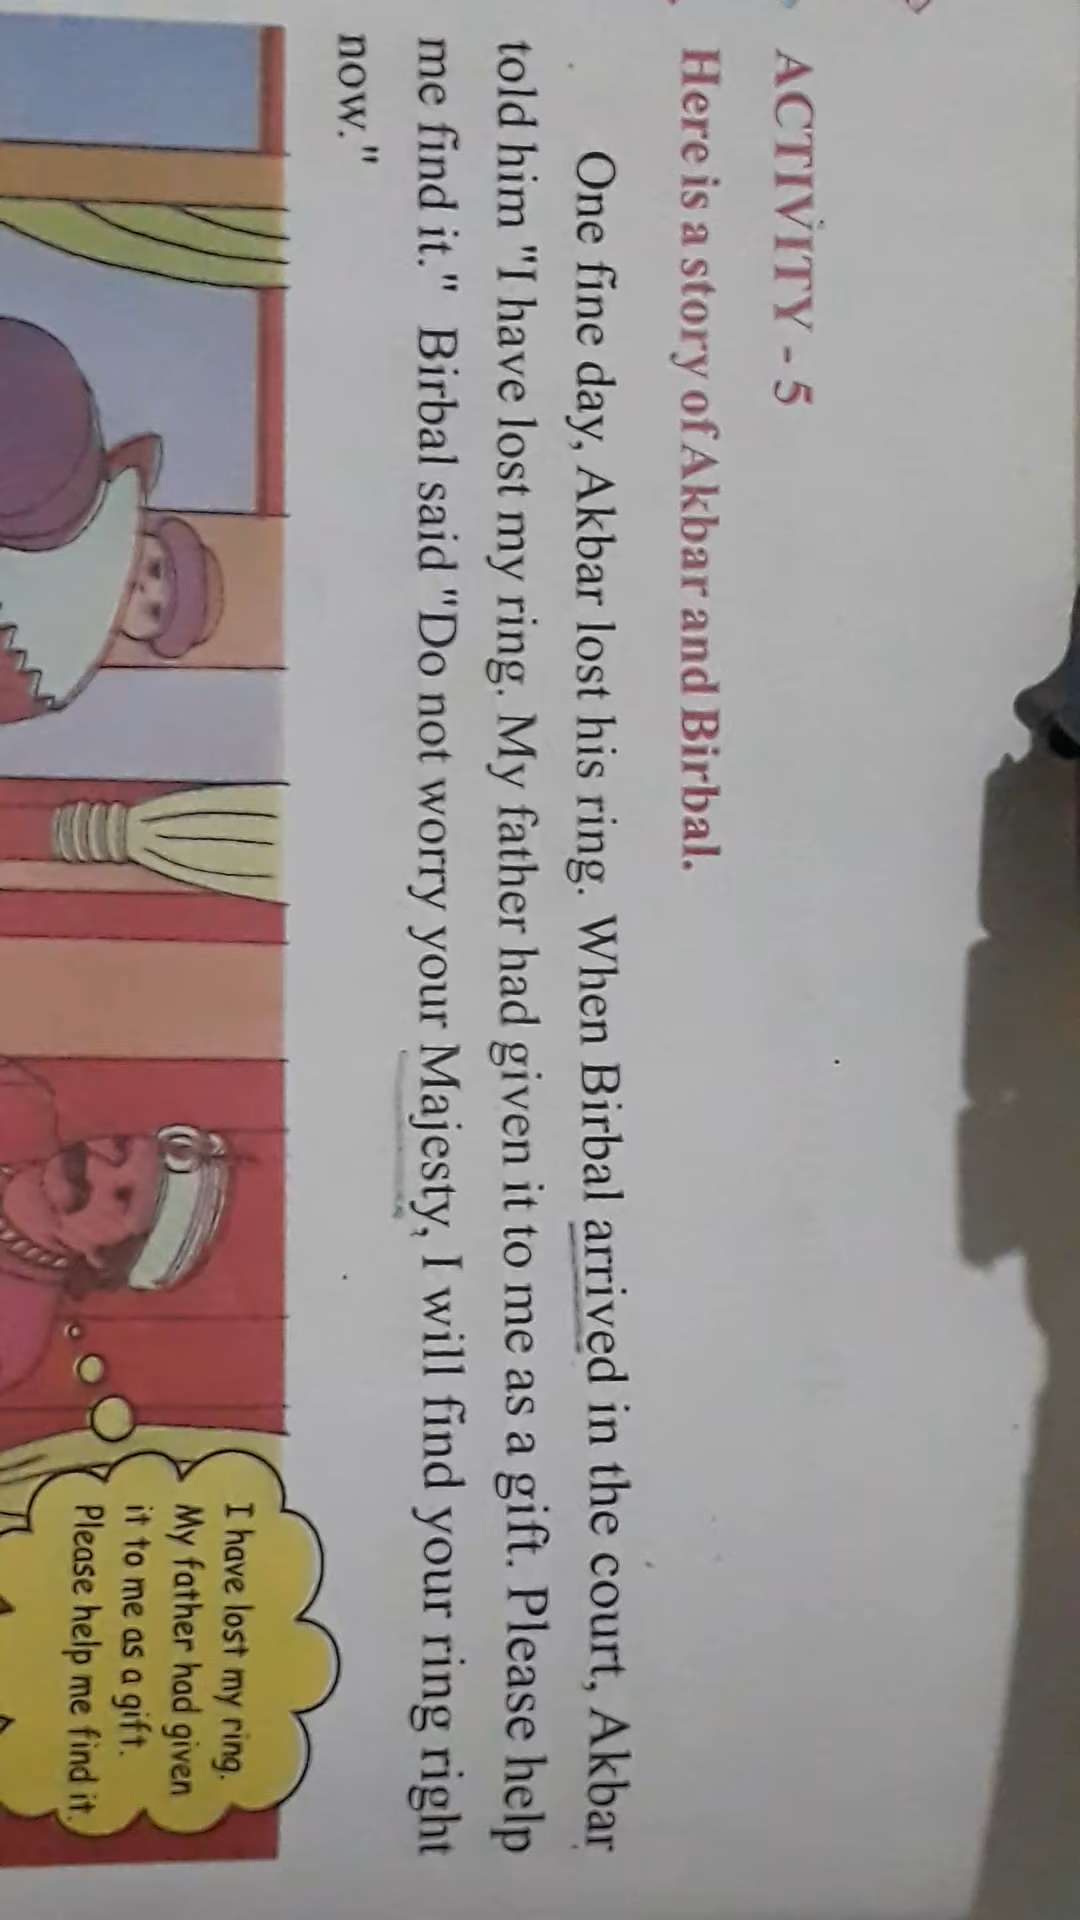 ACTIVITY - 5
Here is a story of Akbar and Birbal.
One fine day, Akbar lost his ring. When Birbal arrived in the court, Akbar
told him "I have lost my ring. My father had given it to me as a gift. Please help
me find it." Birbal said "Do not worry your Majesty, I will find your ring right
now."
I have lost my ring.
My father had given
it to me as a gift.
Please help me find it.